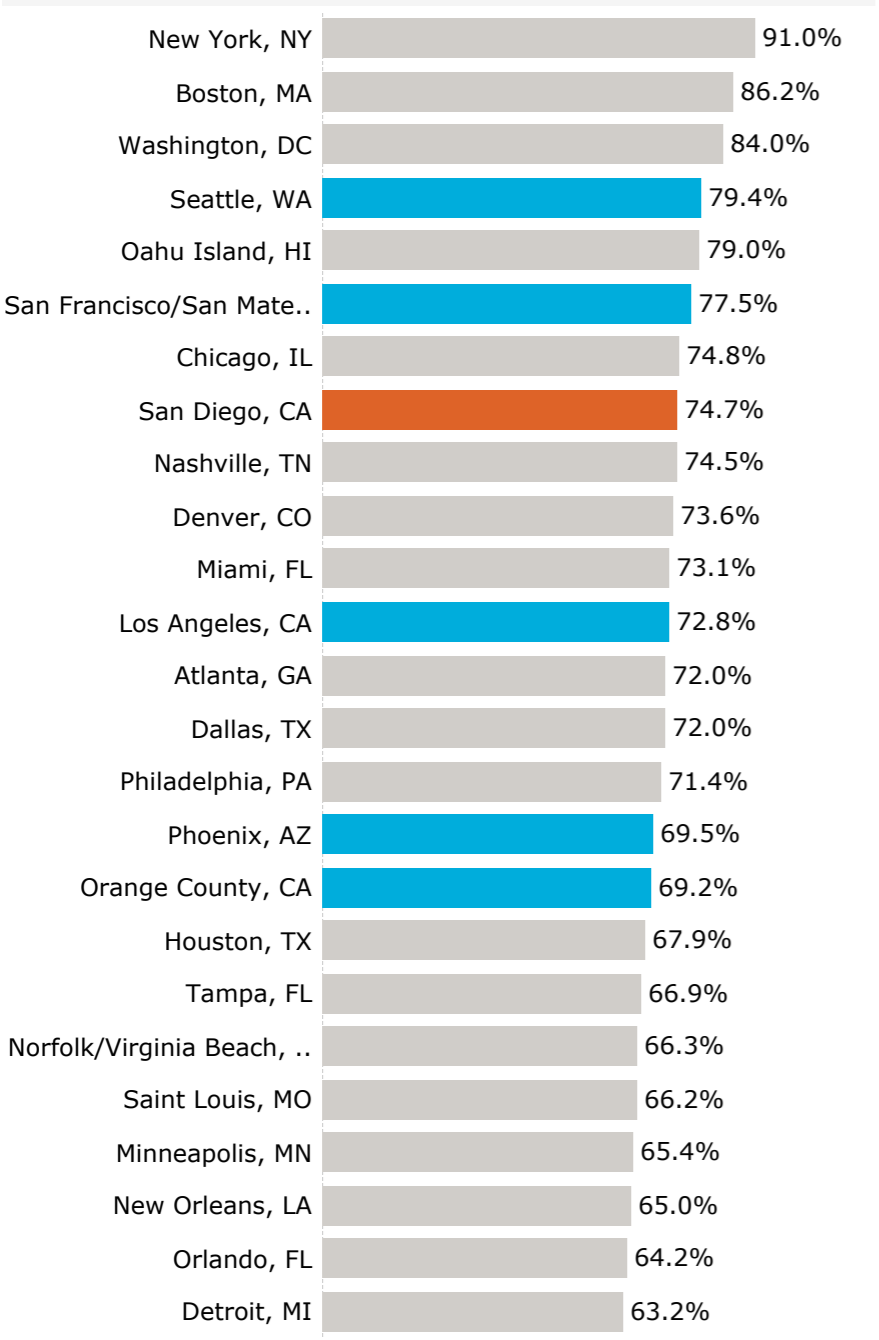 New York, NY 91.0%
Boston, MA 86.2%
Washington, DC 84.0%
Seattle, WA 79.4%
Oahu Island, HI 79.0%
San Francisco/San Mate.. 77.5%
Chicago, IL 74.8%
San Diego, CA 74.7%
Nashville, TN 74.5%
Denver, CO 73.6%
Miami, FL 73.1%
Los Angeles, CA 72.8%
Atlanta, GA 72.0%
Dallas, TX 72.0%
Philadelphia, PA 71.4%
Phoenix, AZ 69.5%
Orange County, CA 69.2%
Houston, TX 67.9%
Tampa, FL 66.9%
Norfolk/Virginia Beach, .. 66.3%
Saint Louis, MO 66.2%
Minneapolis, MN 65.4%
New Orleans, LA 65.0%
Orlando, FL 64.2%
Detroit, MI 63.2%